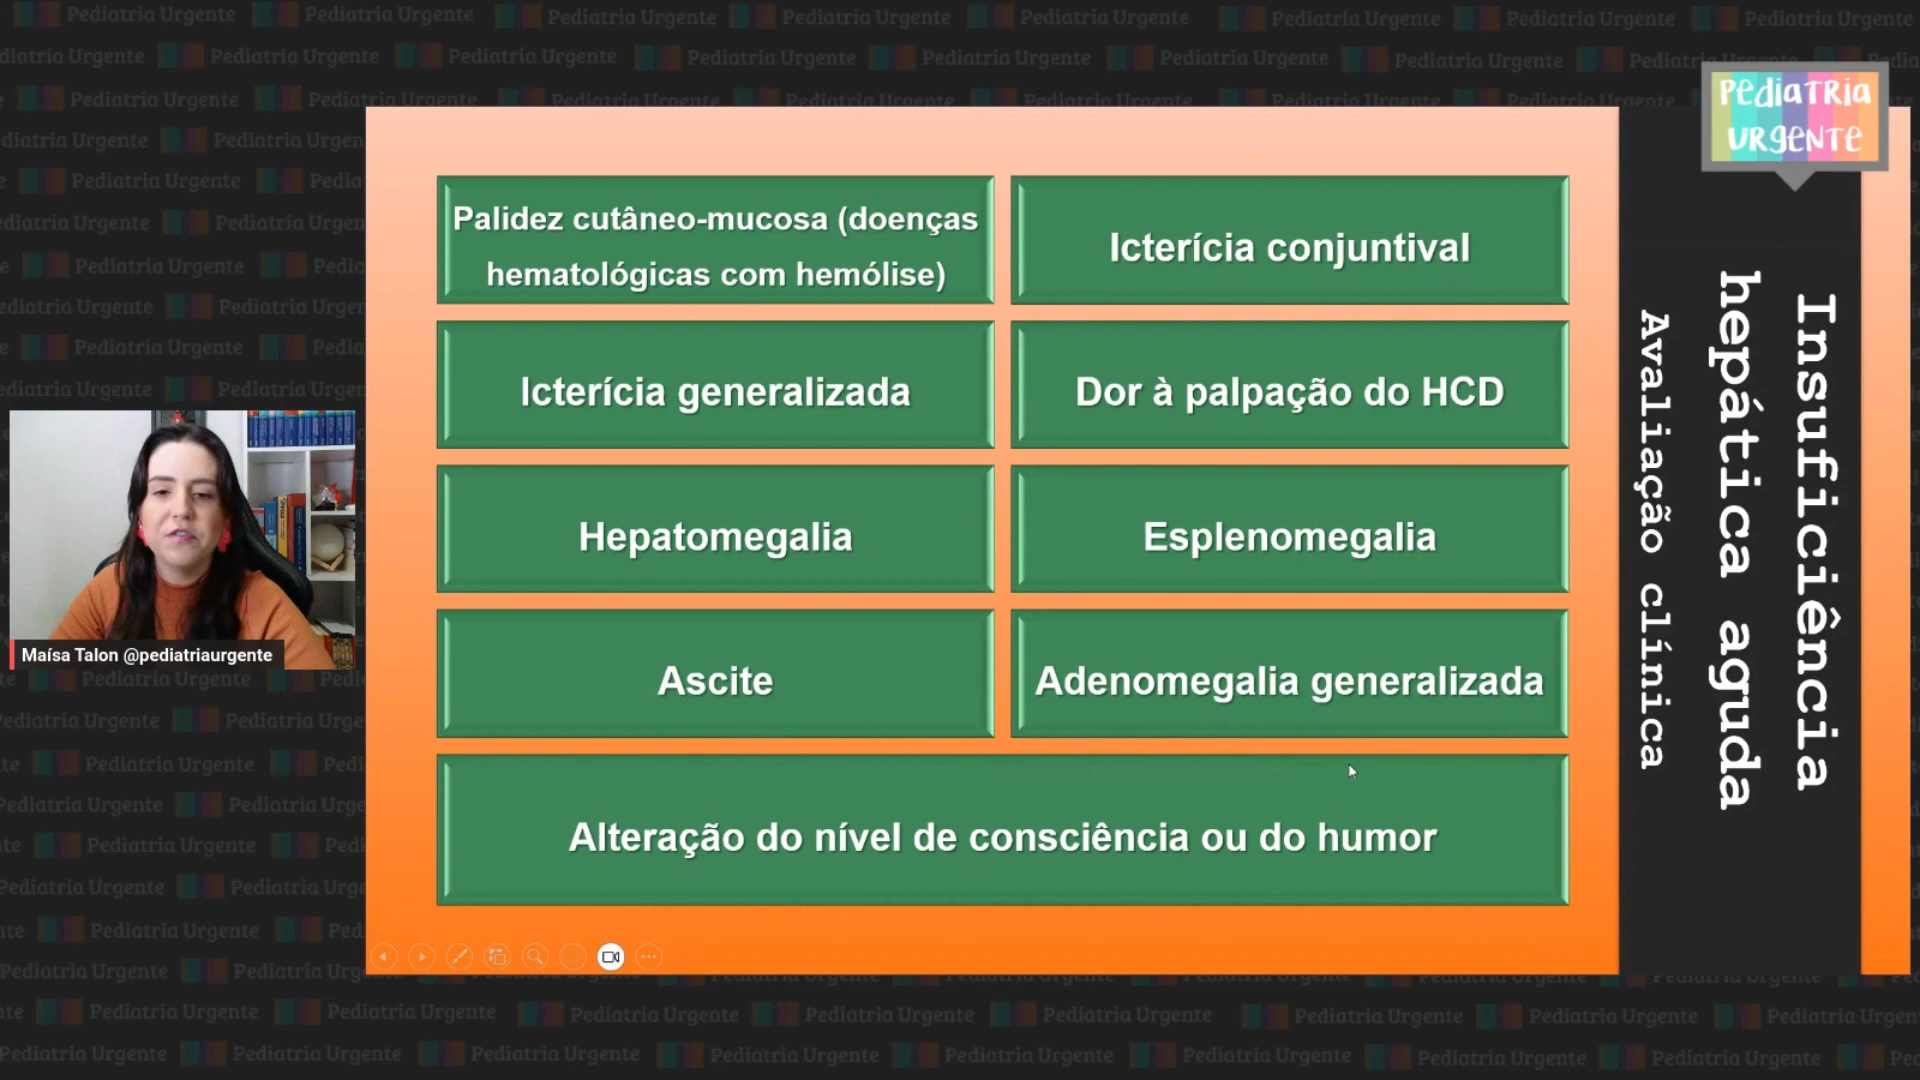 PEDIATRIA
URGENTE
Palidez cutâneo-mucosa (doenças
hematológicas com hemólise)
Icterícia conjuntival
Icterícia generalizada
Dor à palpação do HCD
Hepatomegalia
Esplenomegalia
Ascite
Adenomegalia generalizada
Alteração do nível de consciência ou do humor
Insuficiência
hepática aguda
Avaliação clínica
Maísa Talon @pediatriaurgente
Pediatria Urgente